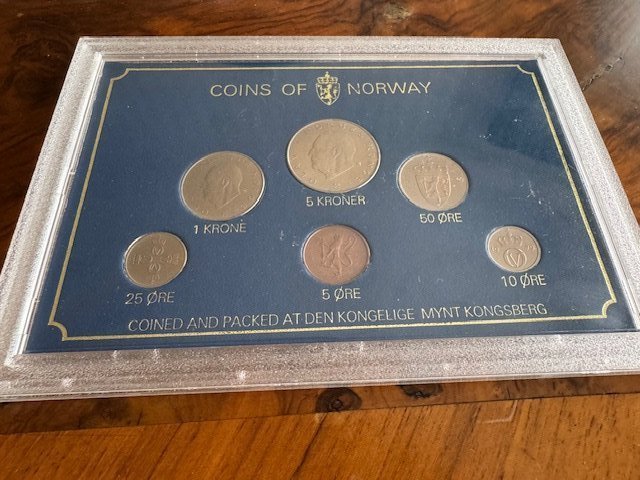 COINS OF NORWAY
5 KRONER
1 KRONE
50 ØRE
25 ØRE
5 ØRE
10 ØRE
COINED AND PACKED AT DEN KONGELIGE MYNT KONGSBERG